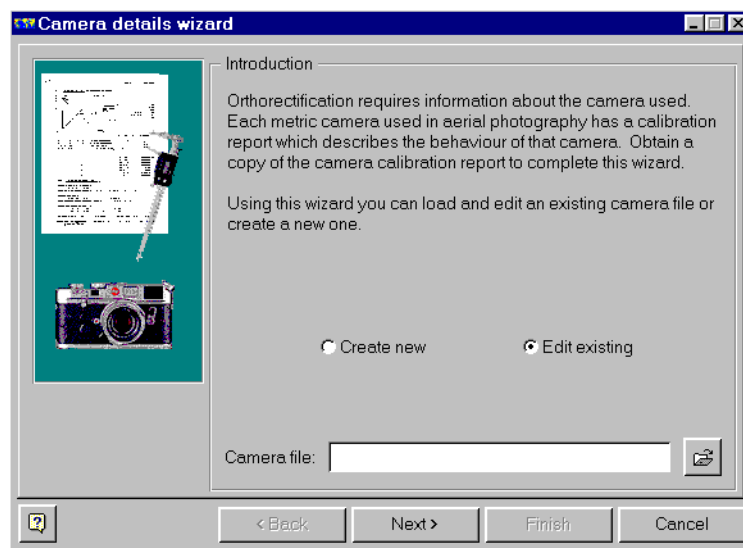 Camera details wizard
Introduction
Orthorectification requires information about the camera used.
Each metric camera used in aerial photography has a calibration
report which describes the behaviour of that camera. Obtain a
copy of the camera calibration report to complete this wizard.
Using this wizard you can load and edit an existing camera file or
create a new one.
Create new
Edit existing
Camera file:
< Back
Next >
Finish
Cancel